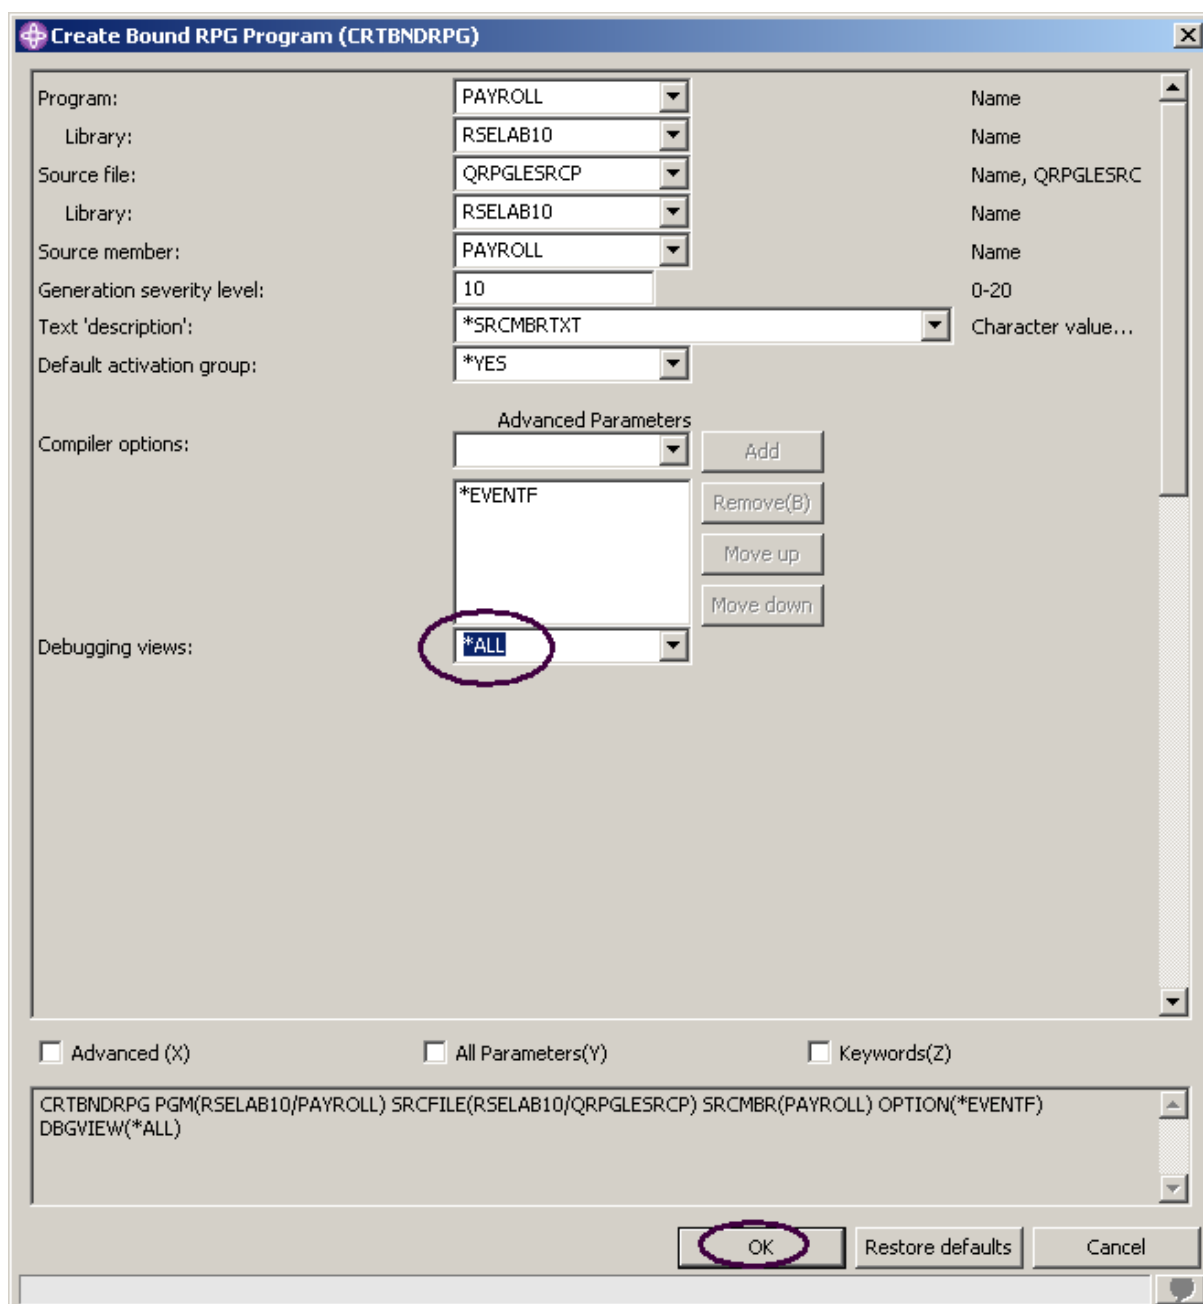 Create Bound RPG Program (CRTBNDRPG)
Program: PAYROLL Name
Library: RSELAB10 Name
Source file: QRPGLESRCP Name, QRPGLESRC
Library: RSELAB10 Name
Source member: PAYROLL Name
Generation severity level: 10 0-20
Text 'description': *SRCMBRTXT Character value...
Default activation group: *YES
Advanced Parameters
Compiler options: Add
*EVENTF Remove(B)
Move up
Move down
Debugging views: *ALL
Advanced (X) All Parameters(Y) Keywords(Z)
CRTBNDRPG PGM(RSELAB10/PAYROLL) SRCFILE(RSELAB10/QRPGLESRCP) SRCMBR(PAYROLL) OPTION(*EVENTF)
DBGVIEW(*ALL)
OK Restore defaults Cancel